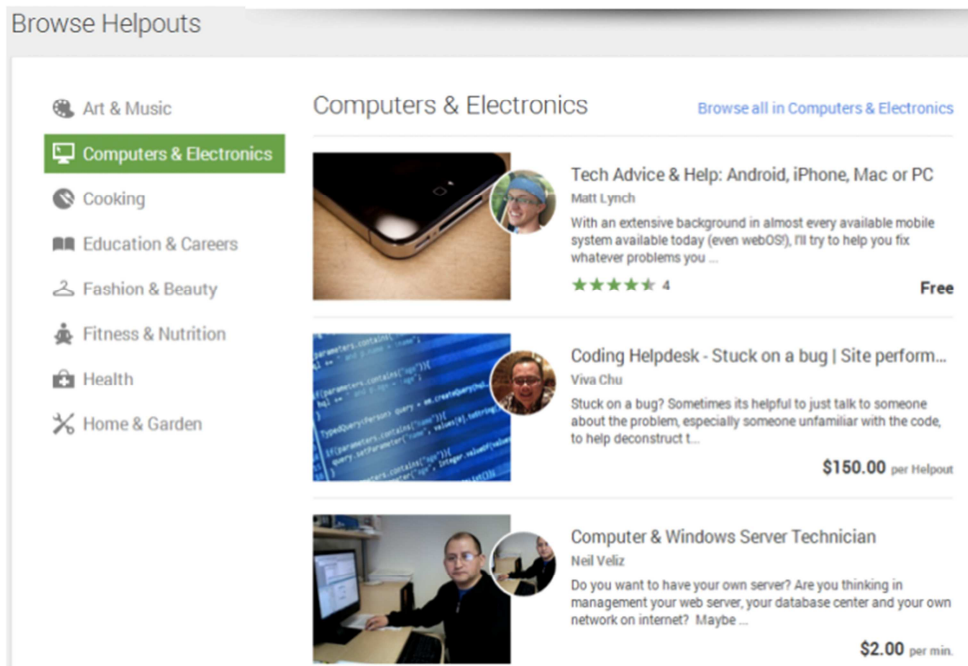 Browse Helpouts
Art & Music
Computers & Electronics
Cooking
Education & Careers
Fashion & Beauty
Fitness & Nutrition
Health
Home & Garden
Computers & Electronics
Browse all in Computers & Electronics
Tech Advice & Help: Android, iPhone, Mac or PC
Matt Lynch
With an extensive background in almost every available mobile
system available today (even webOS!), I'll try to help you fix
whatever problems you ...
4
Free
Coding Helpdesk - Stuck on a bug | Site perform...
Viva Chu
Stuck on a bug? Sometimes its helpful to just talk to someone
about the problem, especially someone unfamiliar with the code,
to help deconstruct t...
$150.00 per Helpout
Computer & Windows Server Technician
Neil Veliz
Do you want to have your own server? Are you thinking in
management your web server, your database center and your own
network on internet? Maybe ...
$2.00 per min.